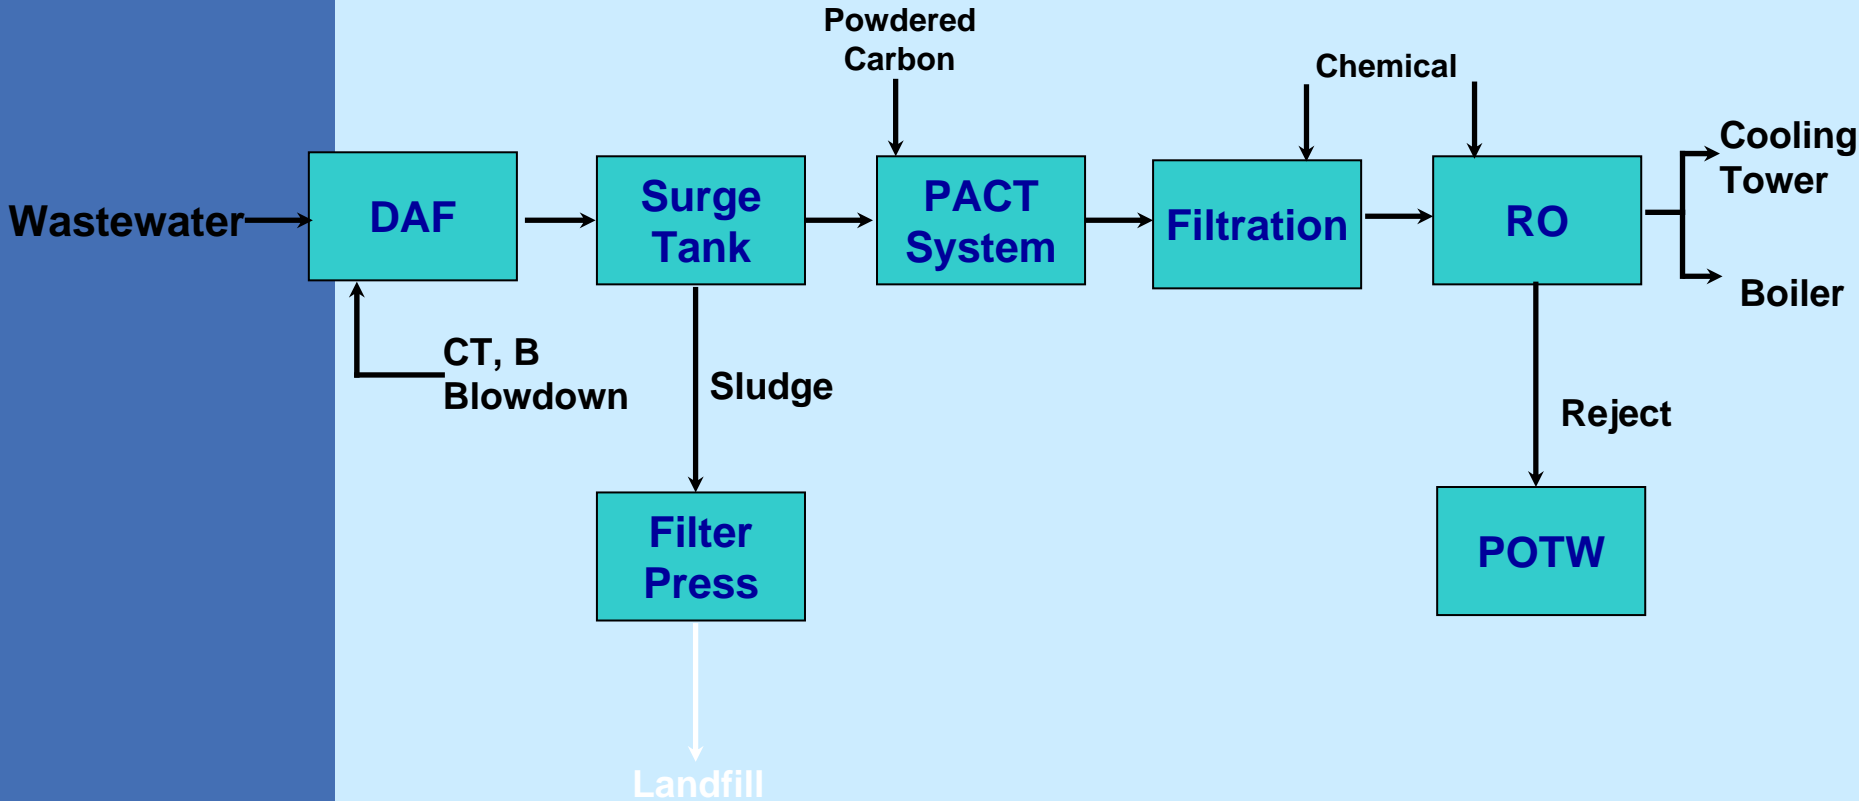 Powdered
Carbon
Chemical
Cooling
Tower
Wastewater
DAF
Surge
Tank
PACT
System
Filtration
RO
Boiler
CT, B
Blowdown
Sludge
Reject
Filter
Press
POTW
Landfill